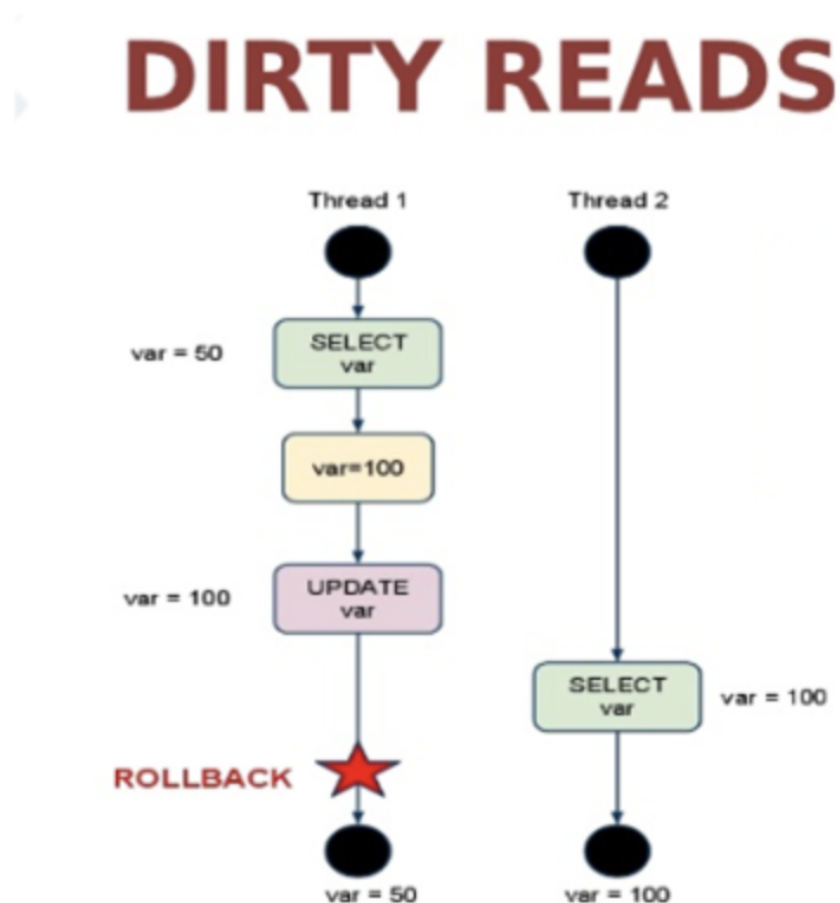 DIRTY READS
Thread 1
Thread 2
var = 50
SELECT
var
var=100
var = 100
UPDATE
var
SELECT
var
var = 100
ROLLBACK
var = 50
var = 100